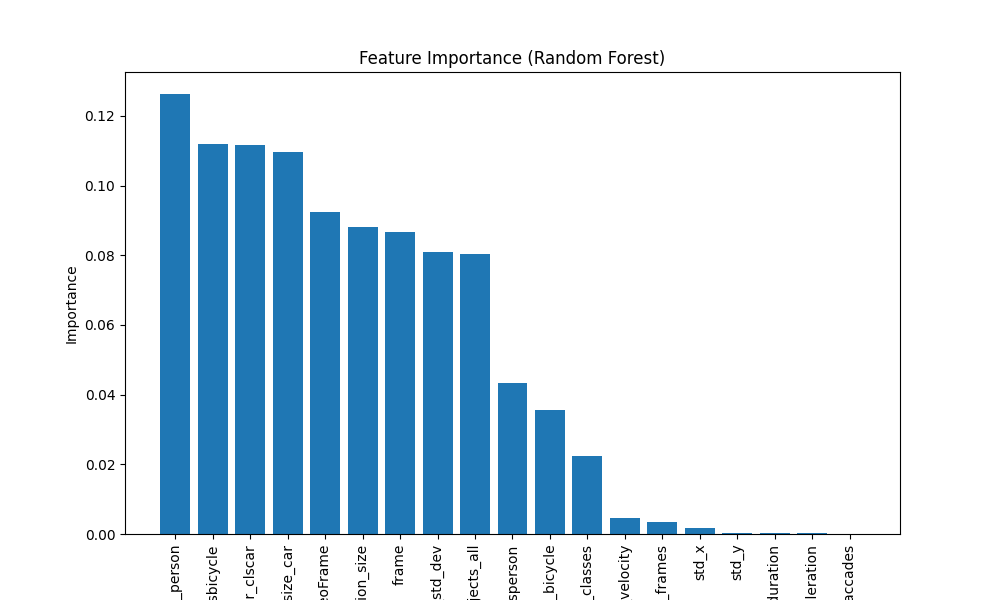 Feature Importance (Random Forest)
Importance
0.12
0.10
0.08
0.06
0.04
0.02
0.00
_person
sbicycle
r_clscar
size_car
eoFrame
ion_size
frame
std_dev
jects_all
sperson
_bicycle
_classes
velocity
_frames
std_x
std_y
duration
leration
accades